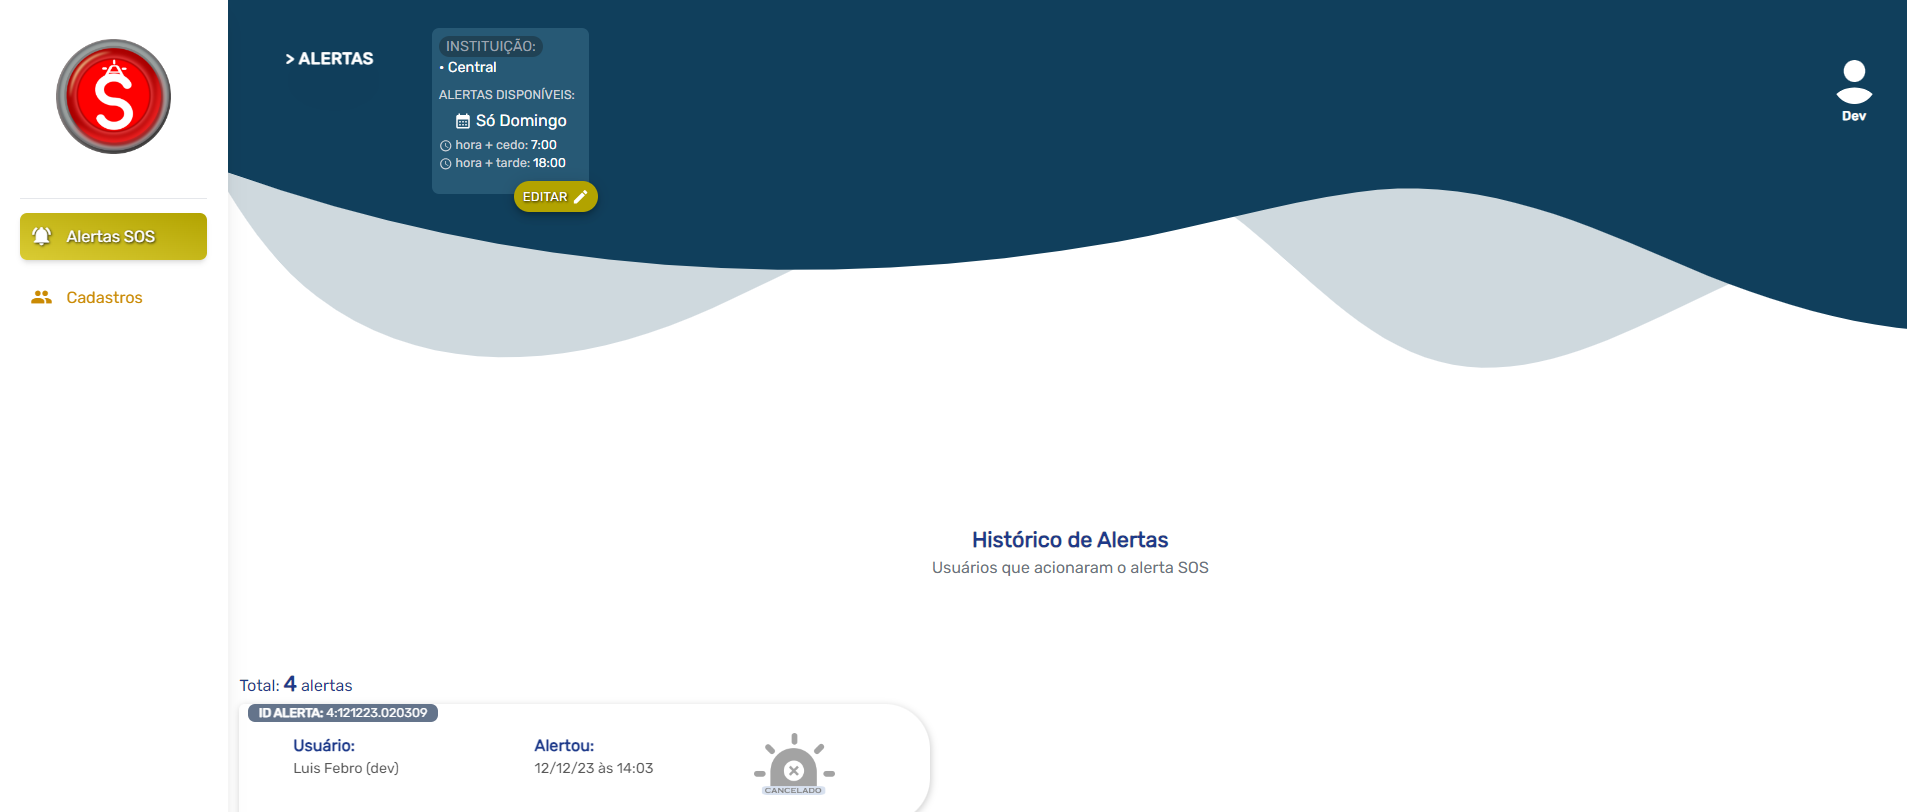 S
Alertas SOS
Cadastros
> ALERTAS
INSTITUIÇÃO:
• Central
ALERTAS DISPONÍVEIS:
Só Domingo
hora + cedo: 7:00
hora + tarde: 18:00
EDITAR
Dev
Histórico de Alertas
Usuários que acionaram o alerta SOS
Total: 4 alertas
ID ALERTA: 4:121223.020309
Usuário:
Luis Febro (dev)
Alertou:
12/12/23 às 14:03
CANCELADO